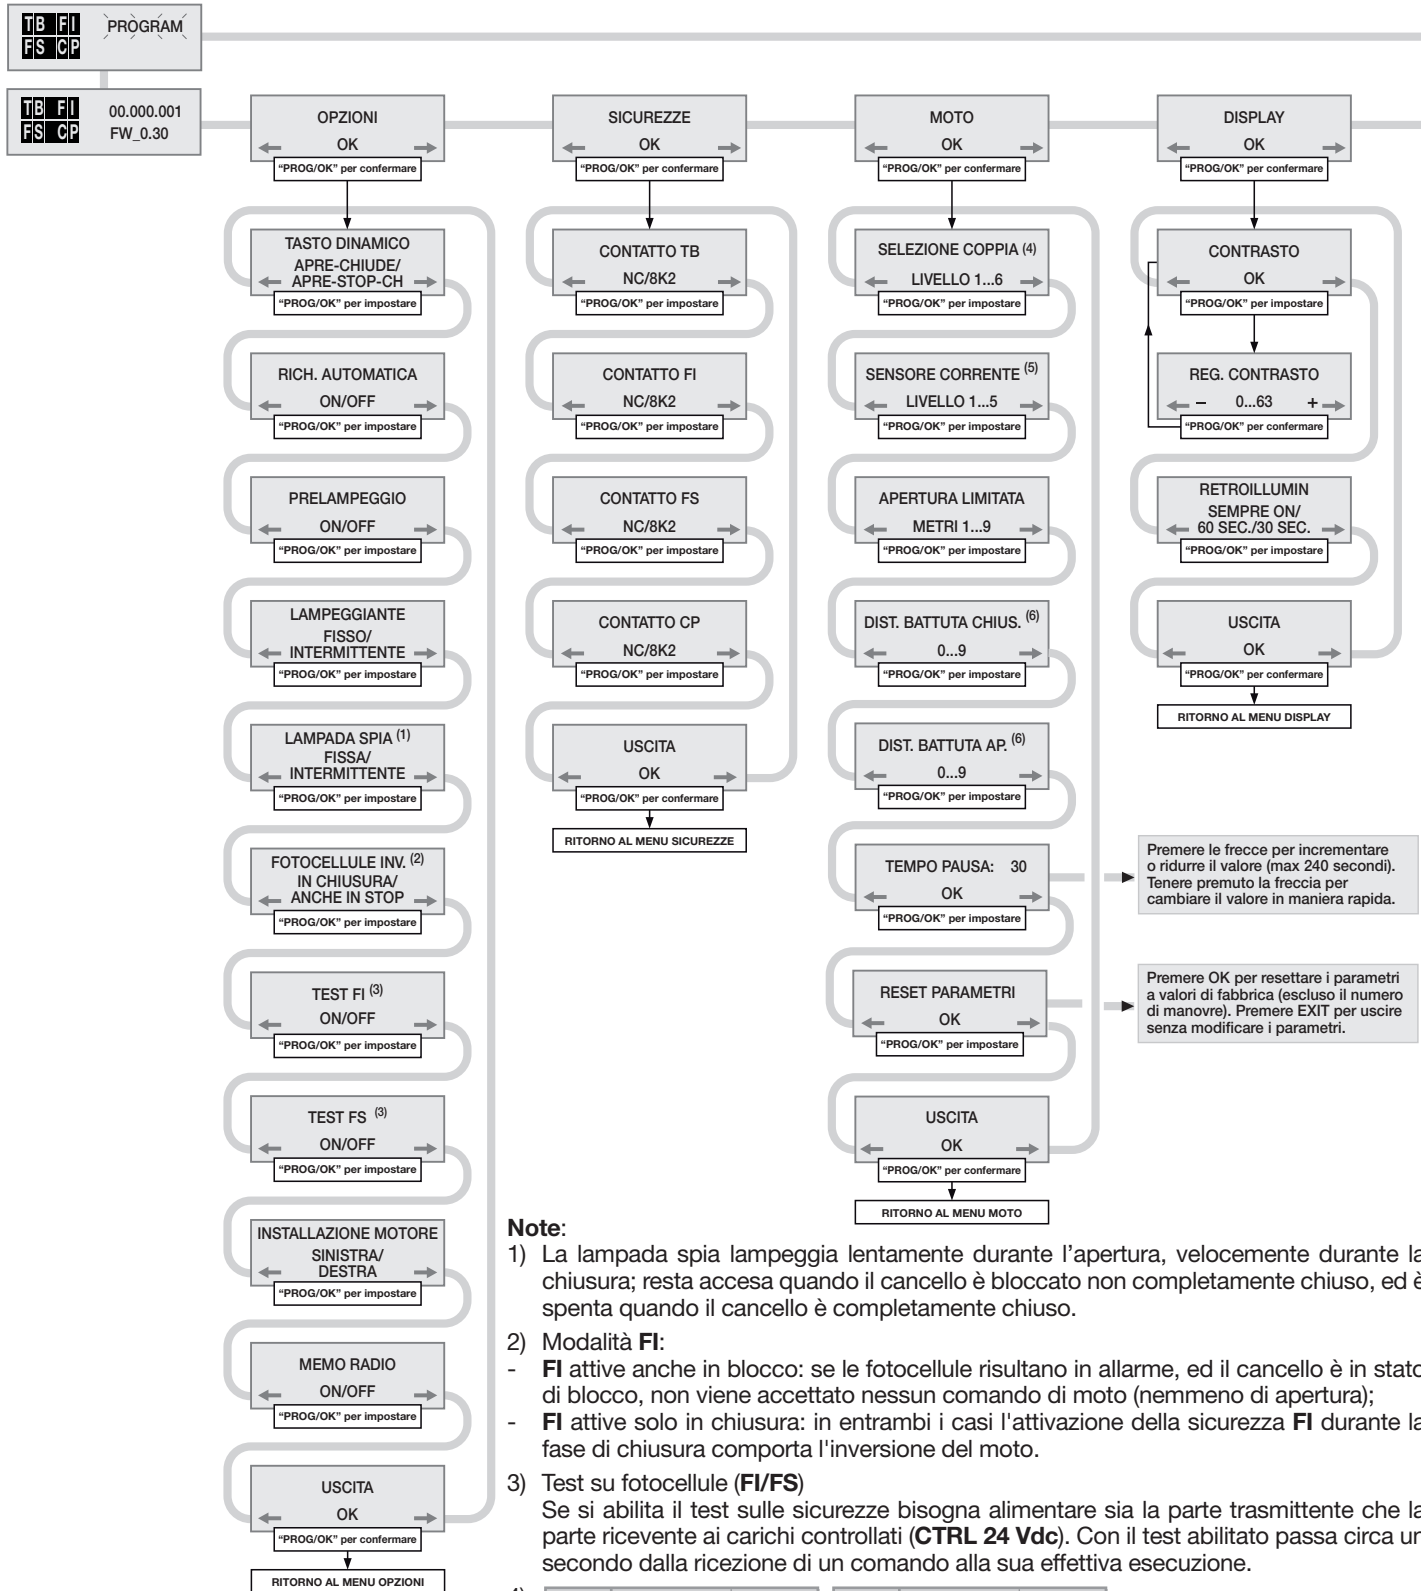 TB FI
FS CP
PROGRAM
TB FI
FS CP
00.000.001
FW_0.30
OPZIONI
OK
"PROG/OK" per confermare
TASTO DINAMICO
APRE-CHIUDE/
APRE-STOP-CH
"PROG/OK" per impostare
RICH. AUTOMATICA
ON/OFF
"PROG/OK" per impostare
PRELAMPEGGIO
ON/OFF
"PROG/OK" per impostare
LAMPEGGIANTE
FISSO/
INTERMITTENTE
"PROG/OK" per impostare
LAMPADA SPIA (1)
FISSA/
INTERMITTENTE
"PROG/OK" per impostare
FOTOCELLULE INV. (2)
IN CHIUSURA/
ANCHE IN STOP
"PROG/OK" per impostare
TEST FI (3)
ON/OFF
"PROG/OK" per impostare
TEST FS (3)
ON/OFF
"PROG/OK" per impostare
INSTALLAZIONE MOTORE
SINISTRA/
DESTRA
"PROG/OK" per impostare
MEMO RADIO
ON/OFF
"PROG/OK" per impostare
USCITA
OK
"PROG/OK" per confermare
RITORNO AL MENU OPZIONI
SICUREZZE
OK
"PROG/OK" per confermare
CONTATTO TB
NC/8K2
"PROG/OK" per impostare
CONTATTO FI
NC/8K2
"PROG/OK" per impostare
CONTATTO FS
NC/8K2
"PROG/OK" per impostare
CONTATTO CP
NC/8K2
"PROG/OK" per impostare
USCITA
OK
"PROG/OK" per confermare
RITORNO AL MENU SICUREZZE
MOTO
OK
"PROG/OK" per confermare
SELEZIONE COPPIA (4)
LIVELLO 1...6
"PROG/OK" per impostare
SENSORE CORRENTE (5)
LIVELLO 1...5
"PROG/OK" per impostare
APERTURA LIMITATA
METRI 1...9
"PROG/OK" per impostare
DIST. BATTUTA CHIUS. (6)
0...9
"PROG/OK" per impostare
DIST. BATTUTA AP. (6)
0...9
"PROG/OK" per impostare
TEMPO PAUSA: 30
OK
"PROG/OK" per impostare
Premere le frecce per incrementare
o ridurre il valore (max 240 secondi).
Tenere premuto la freccia per
cambiare il valore in maniera rapida.
RESET PARAMETRI
OK
"PROG/OK" per impostare
Premere OK per resettare i parametri
a valori di fabbrica (escluso il numero
di manovre). Premere EXIT per uscire
senza modificare i parametri.
USCITA
OK
"PROG/OK" per confermare
RITORNO AL MENU MOTO
DISPLAY
OK
"PROG/OK" per confermare
CONTRASTO
OK
"PROG/OK" per impostare
REG. CONTRASTO
– 0...63 +
"PROG/OK" per confermare
RETROILLUMIN
SEMPRE ON/
60 SEC./30 SEC.
"PROG/OK" per impostare
USCITA
OK
"PROG/OK" per confermare
RITORNO AL MENU DISPLAY
Note:
1) La lampada spia lampeggia lentamente durante l'apertura, velocemente durante la
chiusura; resta accesa quando il cancello è bloccato non completamente chiuso, ed è
spenta quando il cancello è completamente chiuso.
2) Modalità FI:
- FI attive anche in blocco: se le fotocellule risultano in allarme, ed il cancello è in stato
di blocco, non viene accettato nessun comando di moto (nemmeno di apertura);
- FI attive solo in chiusura: in entrambi i casi l'attivazione della sicurezza FI durante la
fase di chiusura comporta l'inversione del moto.
3) Test su fotocellule (FI/FS)
Se si abilita il test sulle sicurezze bisogna alimentare sia la parte trasmittente che la
parte ricevente ai carichi controllati (CTRL 24 Vdc). Con il test abilitato passa circa un
secondo dalla ricezione di un comando alla sua effettiva esecuzione.